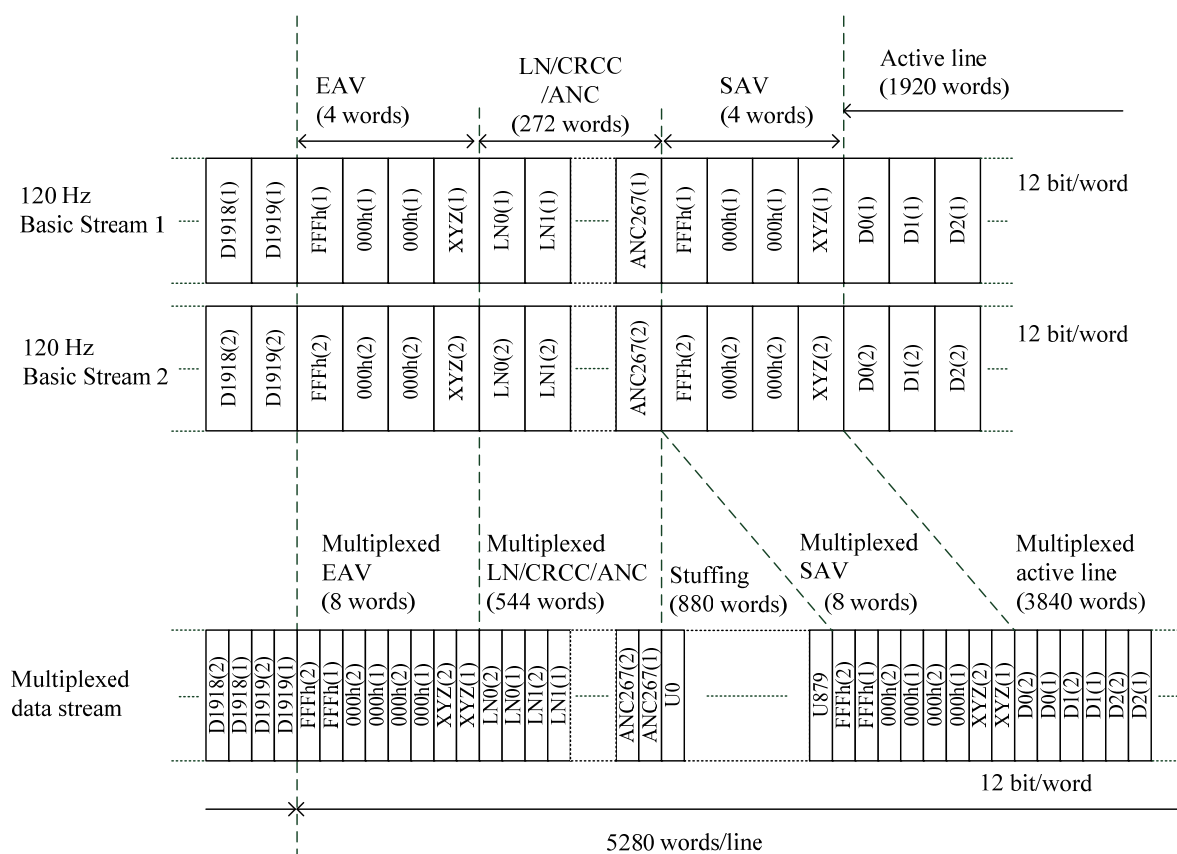 EAV
(4 words)
LN/CRCC
/ANC
(272 words)
SAV
(4 words)
Active line
(1920 words)
120 Hz
Basic Stream 1
D1918(1)
D1919(1)
FFFh(1)
000h(1)
000h(1)
XYZ(1)
LN0(1)
LN1(1)
ANC267(1)
FFFh(1)
000h(1)
000h(1)
XYZ(1)
D0(1)
D1(1)
D2(1)
12 bit/word
120 Hz
Basic Stream 2
D1918(2)
D1919(2)
FFFh(2)
000h(2)
000h(2)
XYZ(2)
LN0(2)
LN1(2)
ANC267(2)
FFFh(2)
000h(2)
000h(2)
XYZ(2)
D0(2)
D1(2)
D2(2)
12 bit/word
Multiplexed
EAV
(8 words)
Multiplexed
LN/CRCC/ANC
(544 words)
Stuffing
(880 words)
Multiplexed
SAV
(8 words)
Multiplexed
active line
(3840 words)
Multiplexed
data stream
D1918(2)
D1918(1)
D1919(2)
D1919(1)
FFFh(2)
FFFh(1)
000h(2)
000h(1)
000h(2)
000h(1)
XYZ(2)
XYZ(1)
LN0(2)
LN0(1)
LN1(2)
LN1(1)
ANC267(2)
ANC267(1)
U0
U879
FFFh(2)
FFFh(1)
000h(2)
000h(1)
000h(2)
000h(1)
XYZ(2)
XYZ(1)
D0(2)
D0(1)
D1(2)
D1(1)
D2(2)
D2(1)
12 bit/word
5280 words/line